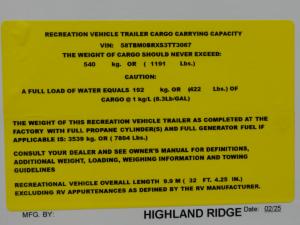 RECREATION VEHICLE TRAILER CARGO CARRYING CAPACITY
VIN: 58TBM0BRXS3TT3067
THE WEIGHT OF CARGO SHOULD NEVER EXCEED:
540 kg. OR ( 1191 Lbs.)
CAUTION:
A FULL LOAD OF WATER EQUALS 192 kg. OR (422 Lbs.) OF
CARGO @ 1 kg/L (8.3Lb/GAL)
THE WEIGHT OF THIS RECREATION VEHICLE TRAILER AS COMPLETED AT THE
FACTORY WITH FULL PROPANE CYLINDER(S) AND FULL GENERATOR FUEL IF
APPLICABLE IS: 3539 kg. OR ( 7804 Lbs.)
CONSULT YOUR DEALER AND SEE OWNER'S MANUAL FOR DEFINITIONS,
ADDITIONAL WEIGHT, LOADING, WEIGHING INFORMATION AND TOWING
GUIDELINES
RECREATIONAL VEHICLE OVERALL LENGTH 9.9 M ( 32 FT, 4.25 IN.)
EXCLUDING RV APPURTENANCES AS DEFINED BY THE RV MANUFACTURER.
MFG. BY: HIGHLAND RIDGE Date: 02/25